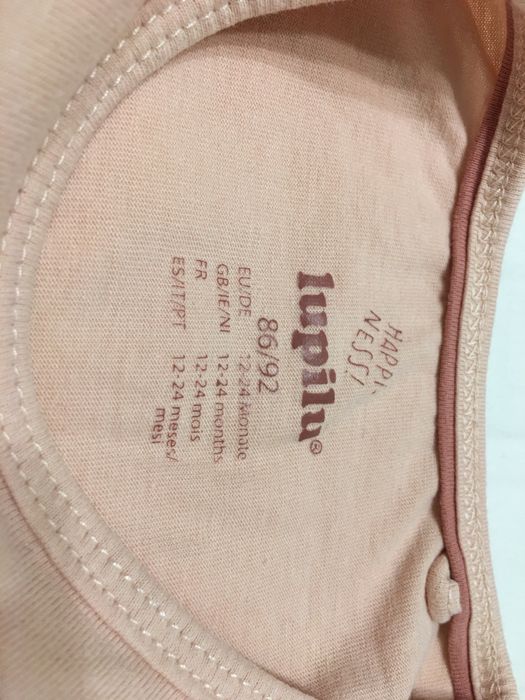 HAPPI
NESS!
lupilu®
86/92
EU/DE 12-24 Monate
GB/IE/NI 12-24 months
FR 12-24 mois
ES/IT/PT 12-24 meses/
mesi